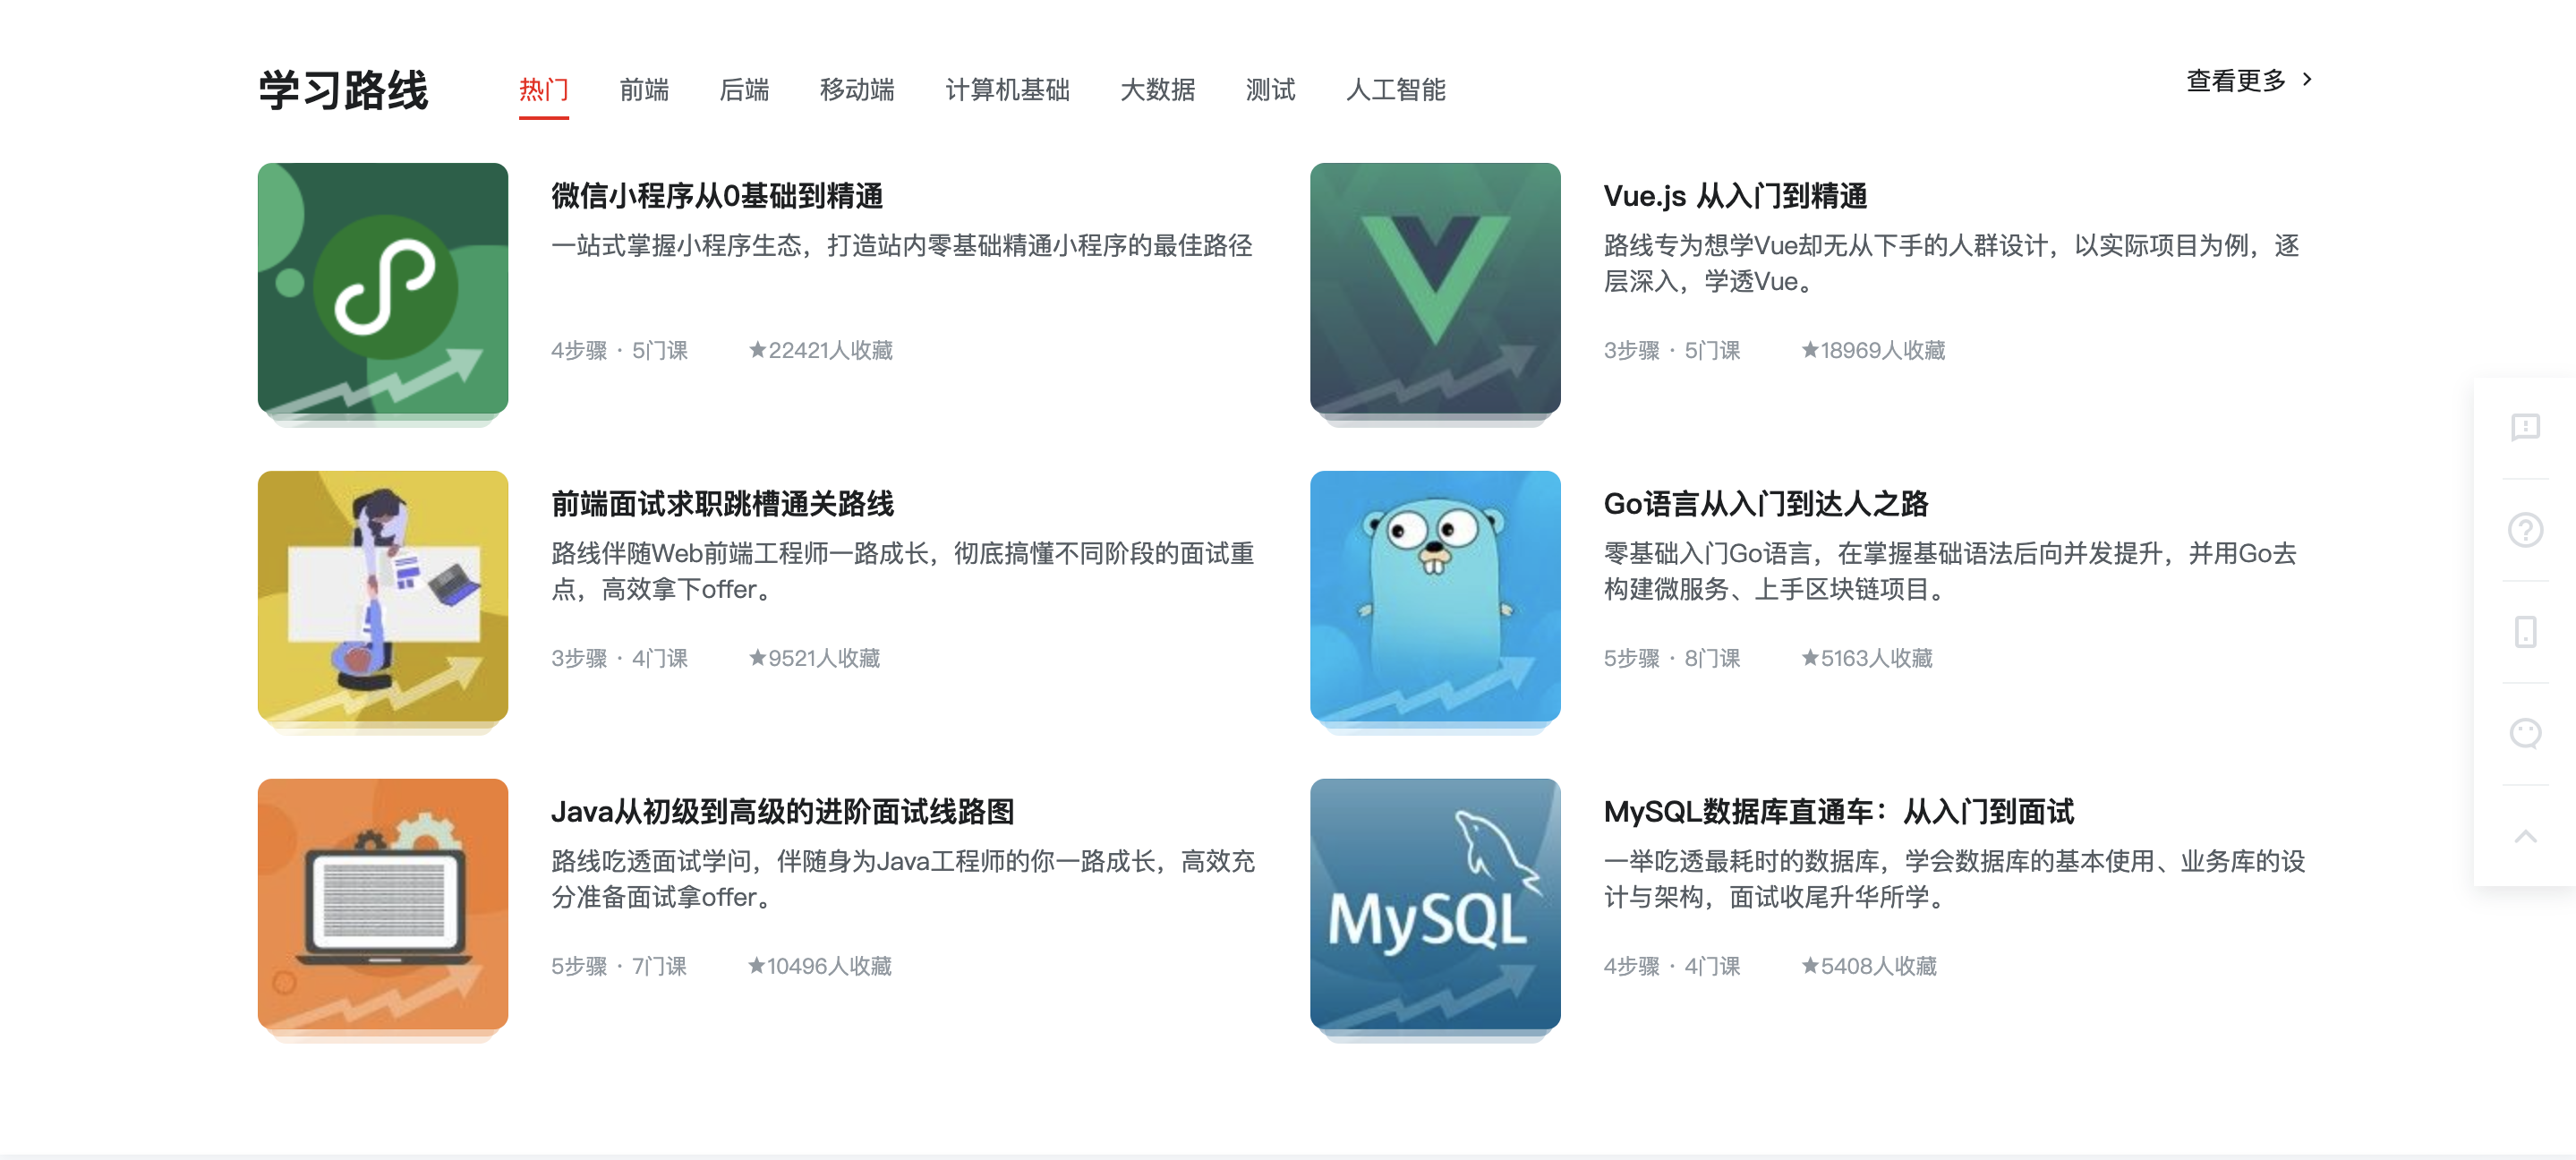 学习路线
热门 前端 后端 移动端 计算机基础 大数据 测试 人工智能
查看更多
微信小程序从0基础到精通
一站式掌握小程序生态，打造站内零基础精通小程序的最佳路径
4步骤 · 5门课 ★22421人收藏
Vue.js 从入门到精通
路线专为想学Vue却无从下手的人群设计，以实际项目为例，逐
层深入，学透Vue。
3步骤 · 5门课 ★18969人收藏
前端面试求职跳槽通关路线
路线伴随Web前端工程师一路成长，彻底搞懂不同阶段的面试重
点，高效拿下offer。
3步骤 · 4门课 ★9521人收藏
Go语言从入门到达人之路
零基础入门Go语言，在掌握基础语法后向并发提升，并用Go去
构建微服务、上手区块链项目。
5步骤 · 8门课 ★5163人收藏
Java从初级到高级的进阶面试线路图
路线吃透面试学问，伴随身为Java工程师的你一路成长，高效充
分准备面试拿offer。
5步骤 · 7门课 ★10496人收藏
MySQL
MySQL数据库直通车：从入门到面试
一举吃透最耗时的数据库，学会数据库的基本使用、业务库的设
计与架构，面试收尾升华所学。
4步骤 · 4门课 ★5408人收藏